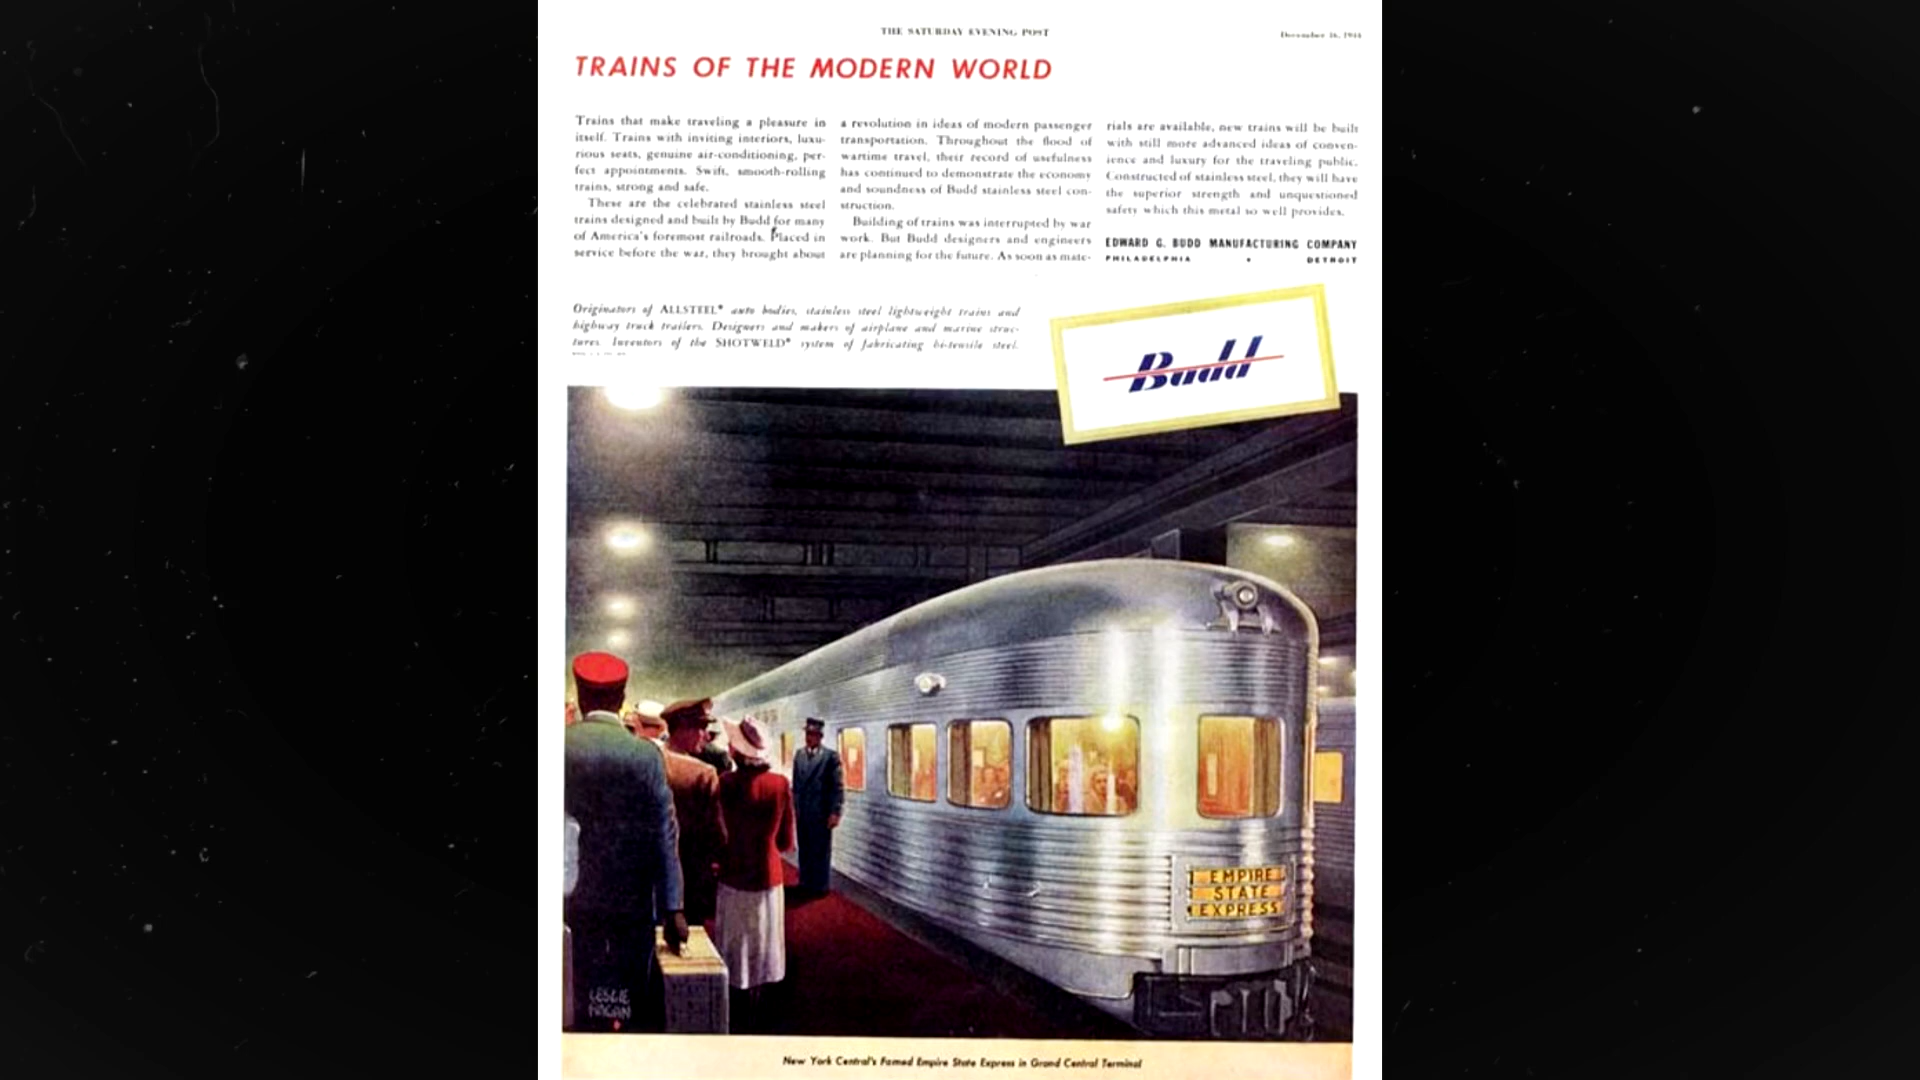 THE SATURDAY EVENING POST
December 16, 1944
TRAINS OF THE MODERN WORLD
Trains that make traveling a pleasure in
itself. Trains with inviting interiors, luxu-
rious seats, genuine air-conditioning, per-
fect appointments. Swift, smooth-rolling
trains, strong and safe.
These are the celebrated stainless steel
trains designed and built by Budd for many
of America's foremost railroads. Placed in
service before the war, they brought about
a revolution in ideas of modern passenger
transportation. Throughout the flood of
wartime travel, their record of usefulness
has continued to demonstrate the economy
and soundness of Budd stainless steel con-
struction.
Building of trains was interrupted by war
work. But Budd designers and engineers
are planning for the future. As soon as mate-
rials are available, new trains will be built
with still more advanced ideas of conven-
ience and luxury for the traveling public.
Constructed of stainless steel, they will have
the superior strength and unquestioned
safety which this metal so well provides.
EDWARD G. BUDD MANUFACTURING COMPANY
PHILADELPHIA • DETROIT
Originators of ALLSTEEL* auto bodies, stainless steel lightweight trains and
highway truck trailers. Designers and makers of airplane and marine struc-
tures. Inventors of the SHOTWELD* system of fabricating hi-tensile steel.
Budd
EMPIRE
STATE
EXPRESS
LESLIE
RAGAN
New York Central's Famed Empire State Express in Grand Central Terminal